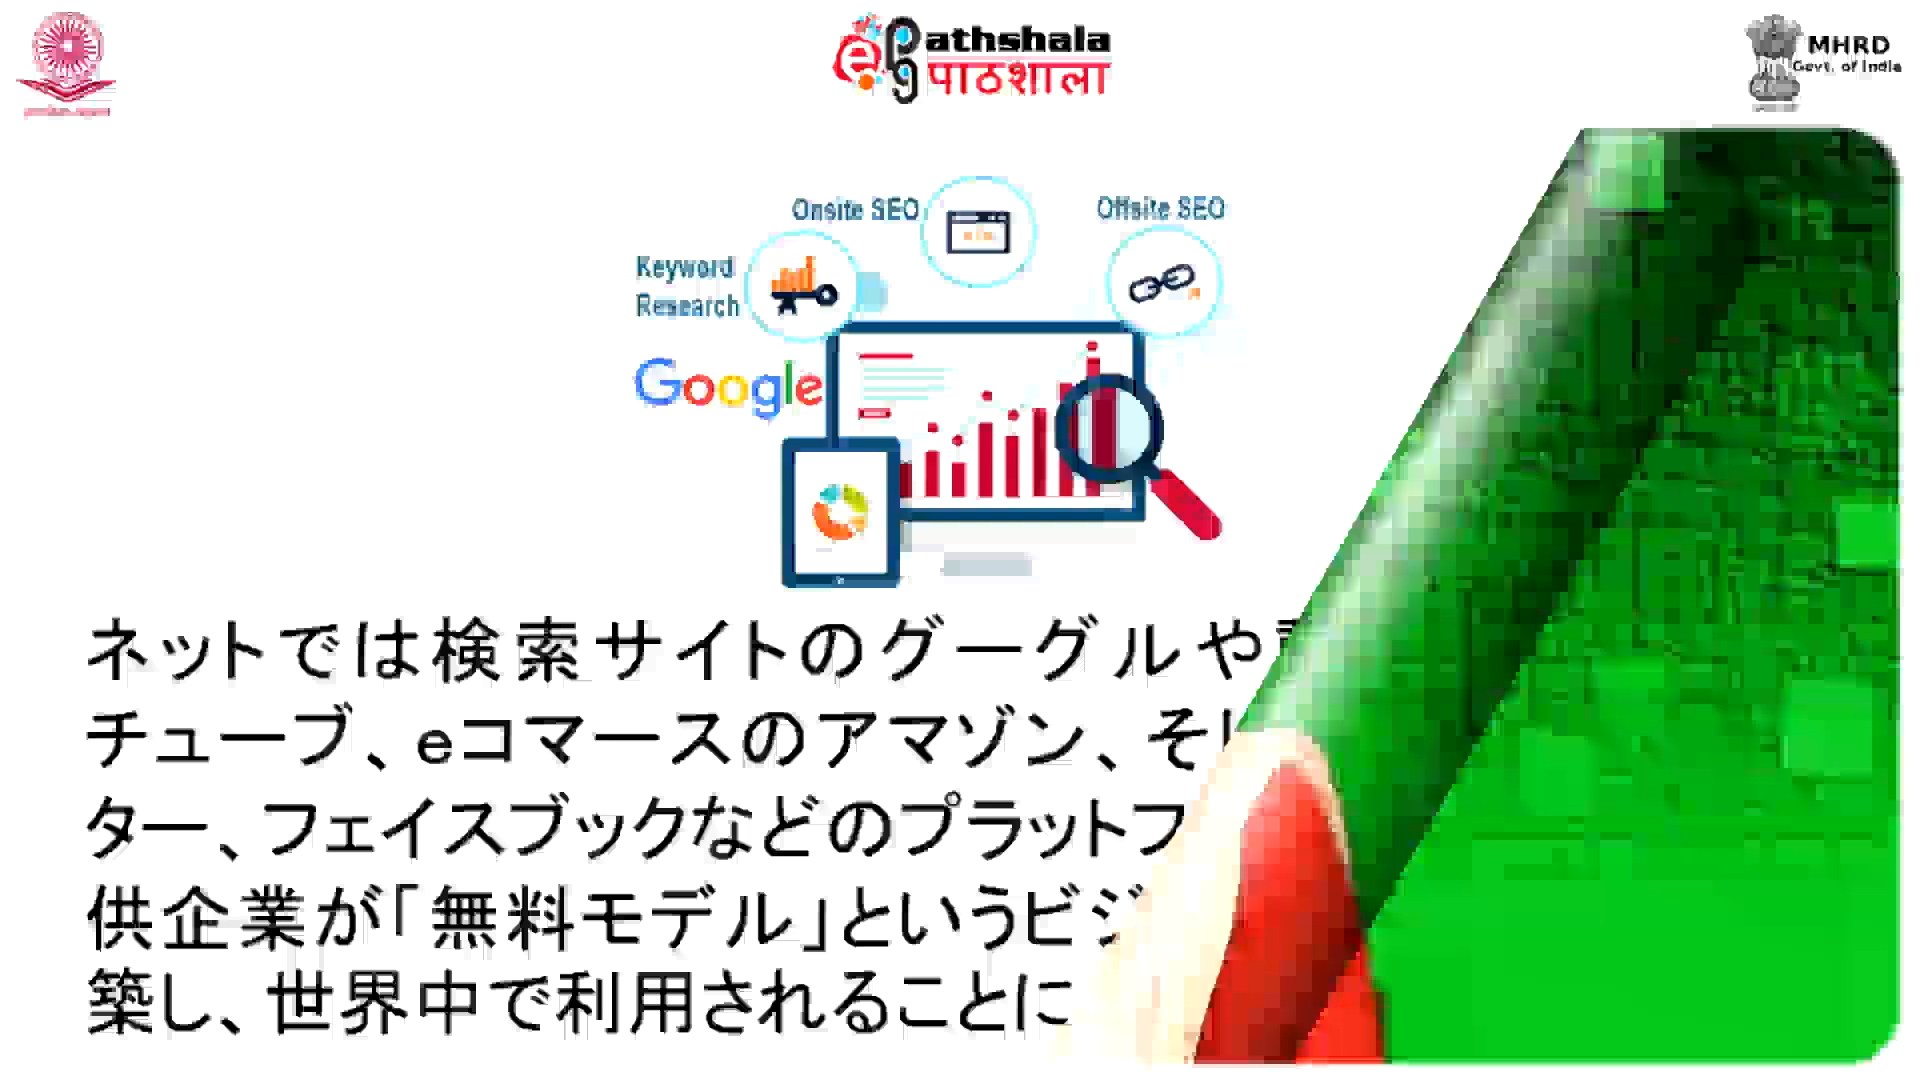 athshala
पाठशाला
MHRD
Govt. of India
Onsite SEO
Offsite SEO
Keyword
Research
Google
ネットでは検索サイトのグーグルや
チューブ、eコマースのアマゾン、そ
ター、フェイスブックなどのプラットフ
供企業が「無料モデル」というビジ
築し、世界中で利用されることに